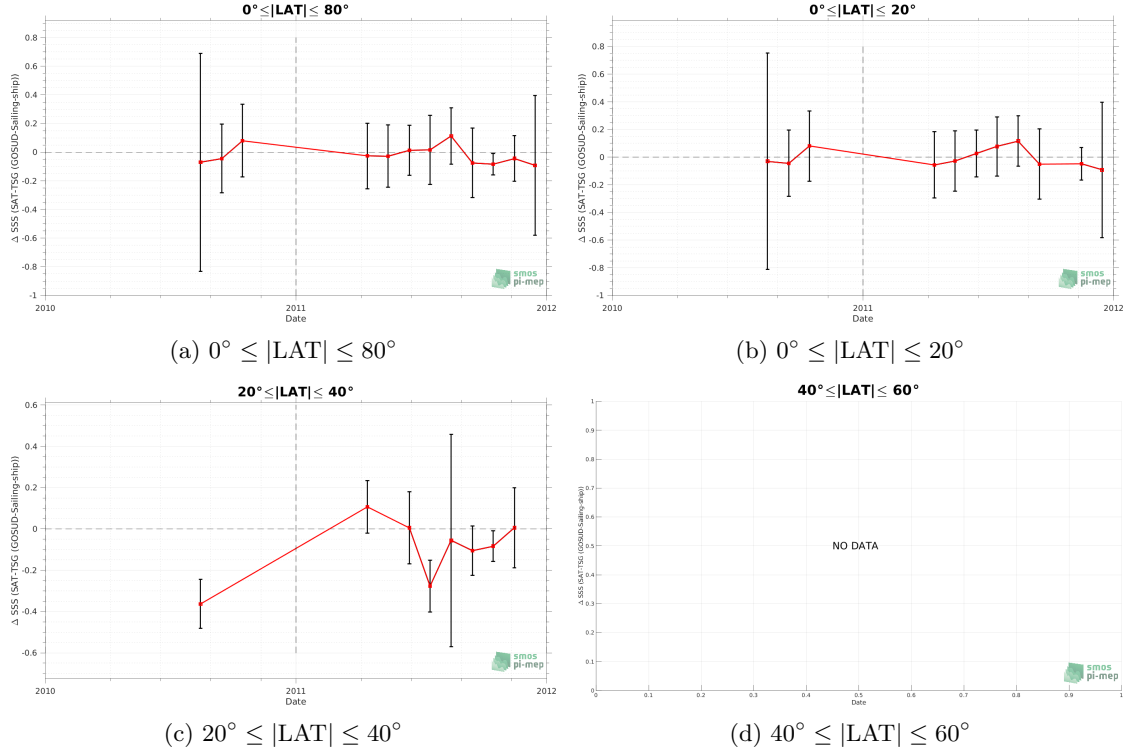 0°≤|LAT|≤ 80°
0.8
0.6
0.4
0.2
0
-0.2
-0.4
-0.6
-0.8
-1
Δ SSS (SAT-TSG (GOSUD-Sailing-ship))
2010
2011
2012
Date
smos
pi-mep
(a) 0° ≤ |LAT| ≤ 80°
0°≤|LAT|≤ 20°
0.8
0.6
0.4
0.2
0
-0.2
-0.4
-0.6
-0.8
-1
Δ SSS (SAT-TSG (GOSUD-Sailing-ship))
2010
2011
2012
Date
smos
pi-mep
(b) 0° ≤ |LAT| ≤ 20°
20°≤|LAT|≤ 40°
0.6
0.4
0.2
0
-0.2
-0.4
-0.6
Δ SSS (SAT-TSG (GOSUD-Sailing-ship))
2010
2011
2012
Date
smos
pi-mep
(c) 20° ≤ |LAT| ≤ 40°
40°≤|LAT|≤ 60°
1
0.9
0.8
0.7
0.6
0.5
0.4
0.3
0.2
0.1
0
Δ SSS (SAT-TSG (GOSUD-Sailing-ship))
NO DATA
0 0.1 0.2 0.3 0.4 0.5 0.6 0.7 0.8 0.9 1
Date
smos
pi-mep
(d) 40° ≤ |LAT| ≤ 60°